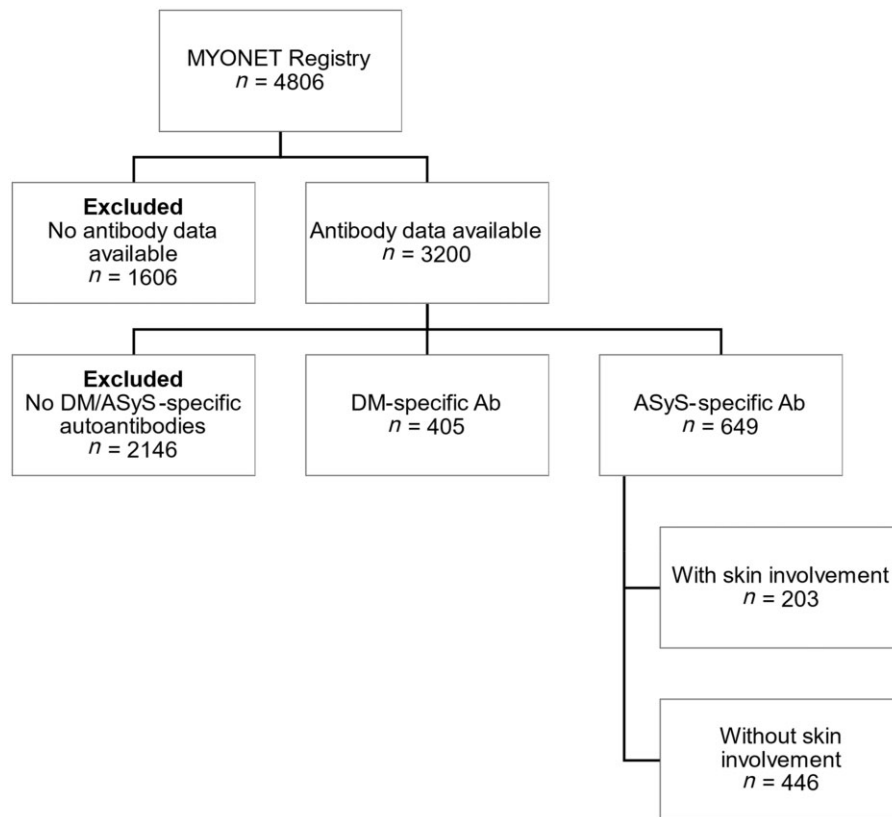 MYONET Registry
n = 4806
Excluded
No antibody data
available
n = 1606
Antibody data available
n = 3200
Excluded
No DM/ASyS-specific
autoantibodies
n = 2146
DM-specific Ab
n = 405
ASyS-specific Ab
n = 649
With skin involvement
n = 203
Without skin
involvement
n = 446